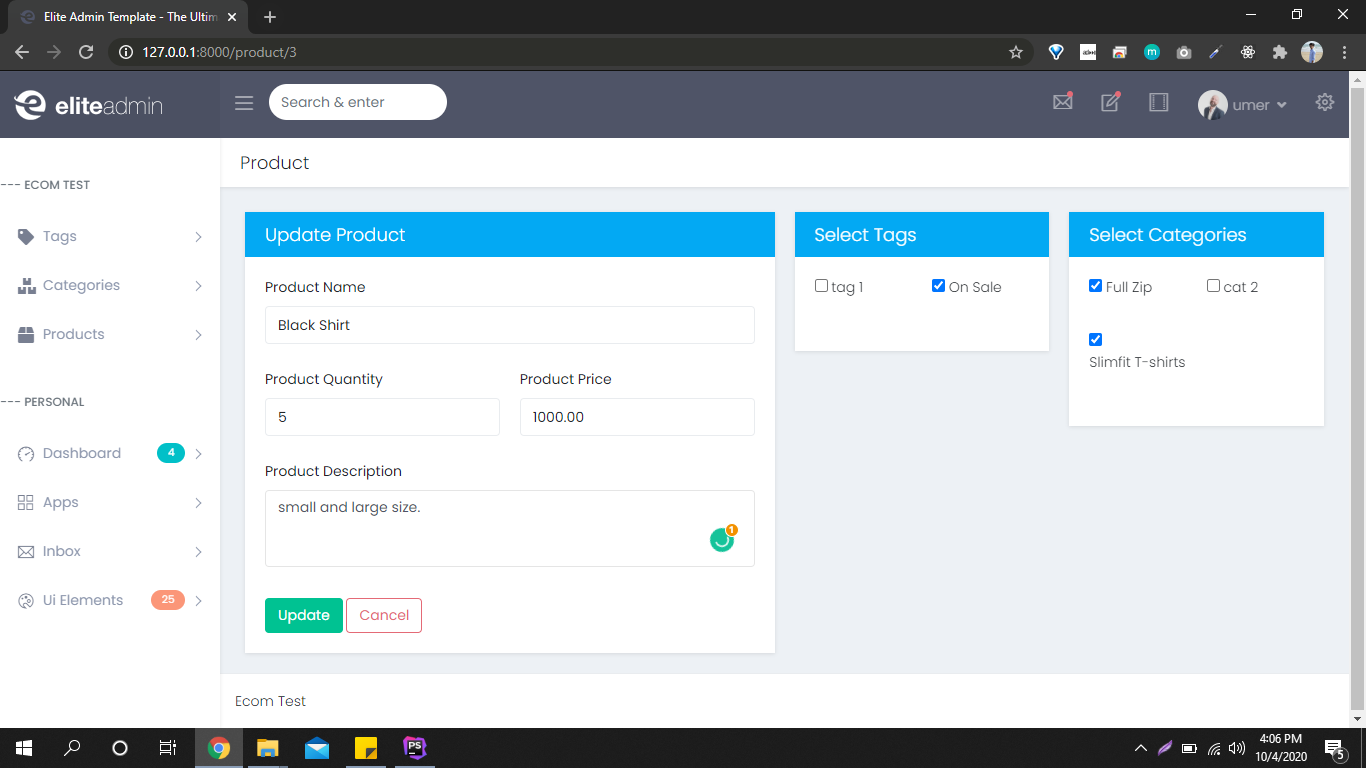 Elite Admin Template - The Ultim
127.0.0.1:8000/product/3
eliteadmin
Search & enter
umer
--- ECOM TEST
Tags
Categories
Products
--- PERSONAL
Dashboard 4
Apps
Inbox
Ui Elements 25
Product
Update Product
Product Name
Black Shirt
Product Quantity
Product Price
5
1000.00
Product Description
small and large size.
1
Update Cancel
Select Tags
tag 1 On Sale
Select Categories
Full Zip cat 2
Slimfit T-shirts
Ecom Test
PS
4:06 PM
10/4/2020
5